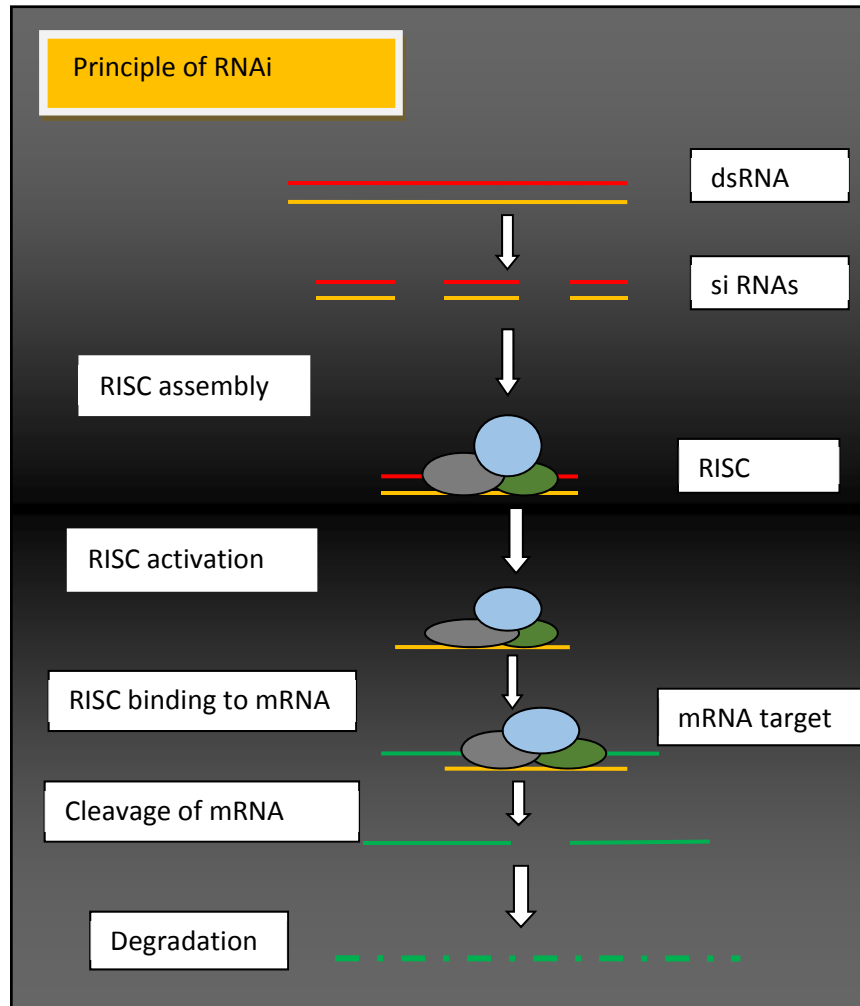 Principle of RNAi
dsRNA
si RNAs
RISC assembly
RISC
RISC activation
RISC binding to mRNA
mRNA target
Cleavage of mRNA
Degradation